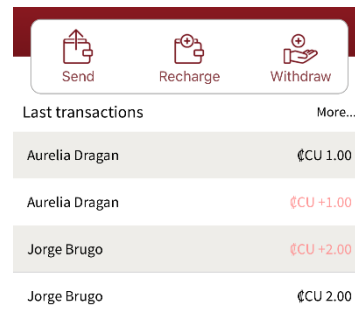 Send Recharge Withdraw
Last transactions More...
Aurelia Dragan ₡CU 1.00
Aurelia Dragan ₡CU +1.00
Jorge Brugo ₡CU +2.00
Jorge Brugo ₡CU 2.00